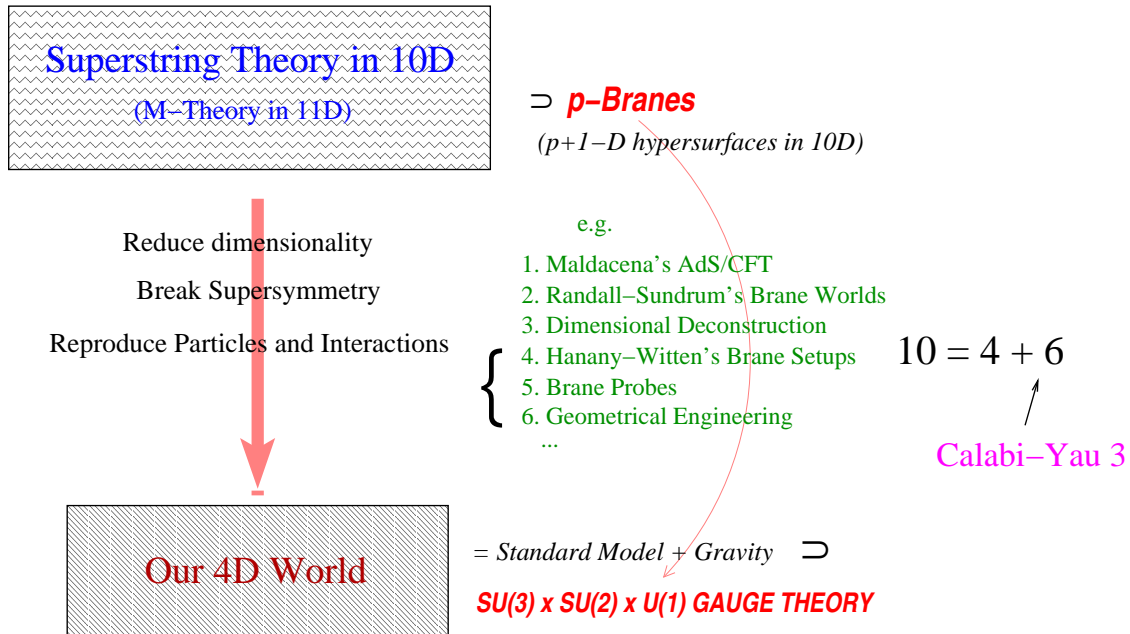 Superstring Theory in 10D
(M−Theory in 11D)
⊃ p−Branes
(p+1−D hypersurfaces in 10D)
Reduce dimensionality
Break Supersymmetry
Reproduce Particles and Interactions
e.g.
1. Maldacena's AdS/CFT
2. Randall−Sundrum's Brane Worlds
3. Dimensional Deconstruction
4. Hanany−Witten's Brane Setups
5. Brane Probes
6. Geometrical Engineering
...
{
10 = 4 + 6
Calabi−Yau 3
Our 4D World
= Standard Model + Gravity ⊃
SU(3) x SU(2) x U(1) GAUGE THEORY